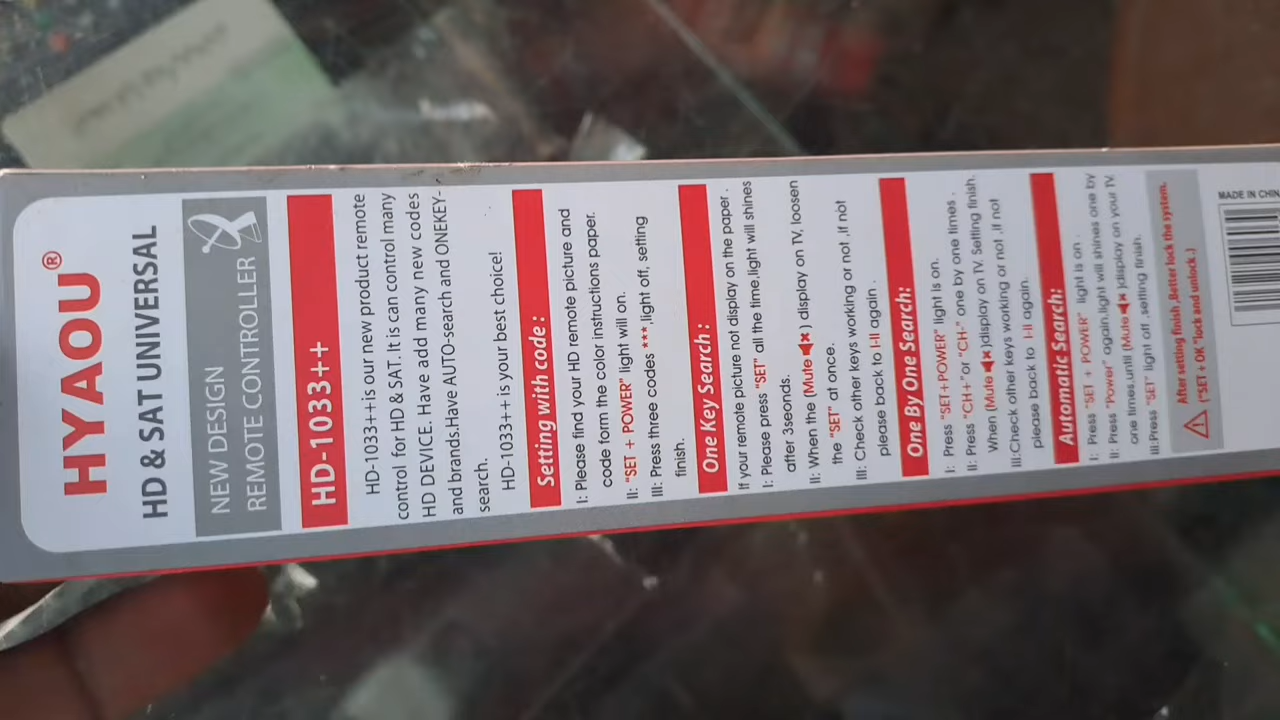 HYAOU®
HD & SAT UNIVERSAL
NEW DESIGN
REMOTE CONTROLLER
HD-1033++
HD-1033++is our new product remote
control for HD & SAT. It is can control many
HD DEVICE. Have add many new codes
and brands.Have AUTO-search and ONEKEY-
search.
HD-1033++ is your best choice!
Setting with code :
I: Please find your HD remote picture and
code form the color instructions paper.
II: "SET + POWER" light will on.
III: Press three codes ***,light off, setting
finish.
One Key Search :
If your remote picture not display on the paper .
I: Please press "SET" all the time,light will shines
after 3seonds.
II: When the (Mute ) display on TV, loosen
the "SET" at once.
III: Check other keys working or not ,if not
please back to I-II again .
One By One Search:
I: Press "SET+POWER" light is on.
II: Press "CH+"or "CH-" one by one times .
When (Mute )display on TV. Setting finish.
III:Check other keys working or not ,if not
please back to I-II again.
Automatic Search:
I: Press "SET + POWER" light is on .
II: Press "Power" again,light will shines one by
one times,until (Mute )display on your TV.
III:Press "SET" light off ,setting finish.
After setting finish ,Better lock the system.
("SET + OK "lock and unlock.)
MADE IN CHIN